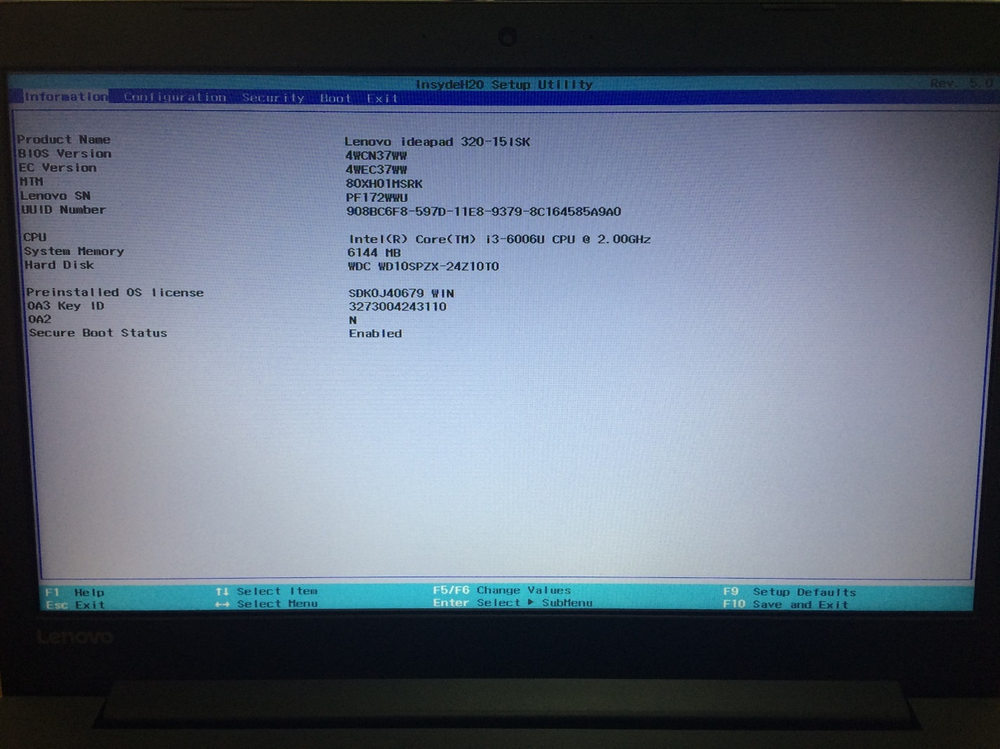 InsydeH20 Setup Utility Rev. 5.0
Information Configuration Security Boot Exit
Product Name Lenovo ideapad 320-15ISK
BIOS Version 4WCN37WW
EC Version 4WEC37WW
MTM 80XH01MSRK
Lenovo SN PF172WWU
UUID Number 908BC6F8-597D-11E8-9379-8C164585A9A0
CPU Intel(R) Core(TM) i3-6006U CPU @ 2.00GHz
System Memory 6144 MB
Hard Disk WDC WD10SPZX-24Z10T0
Preinstalled OS license SDK0J40679 WIN
OA3 Key ID 3273004243110
OA2 N
Secure Boot Status Enabled
F1 Help ↑↓ Select Item F5/F6 Change Values F9 Setup Defaults
Esc Exit ↔ Select Menu Enter Select ▶ SubMenu F10 Save and Exit
Lenovo